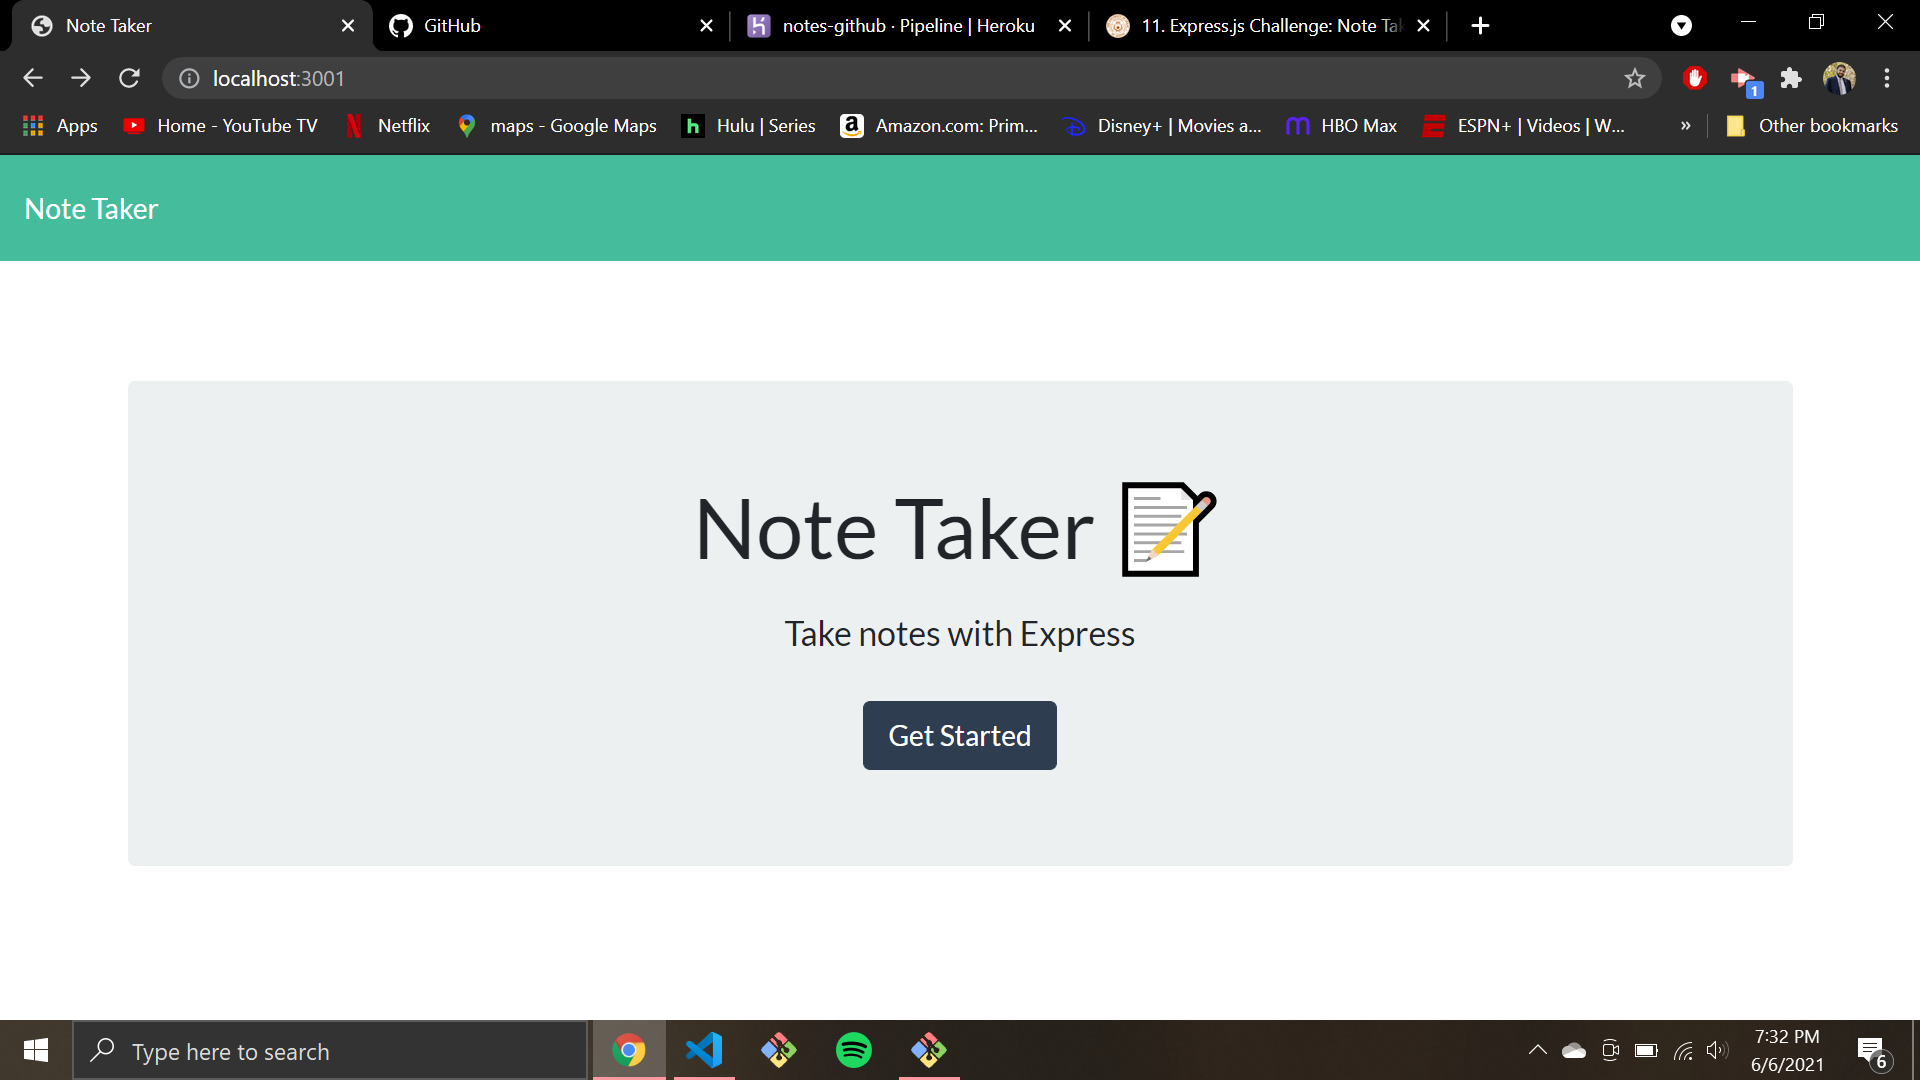 Note Taker
GitHub
notes-github · Pipeline | Heroku
11. Express.js Challenge: Note Tak
localhost:3001
1
Apps
Home - YouTube TV
Netflix
maps - Google Maps
Hulu | Series
Amazon.com: Prim...
Disney+ | Movies a...
HBO Max
ESPN+ | Videos | W...
»
Other bookmarks
Note Taker
Note Taker
Take notes with Express
Get Started
Type here to search
7:32 PM
6/6/2021
6